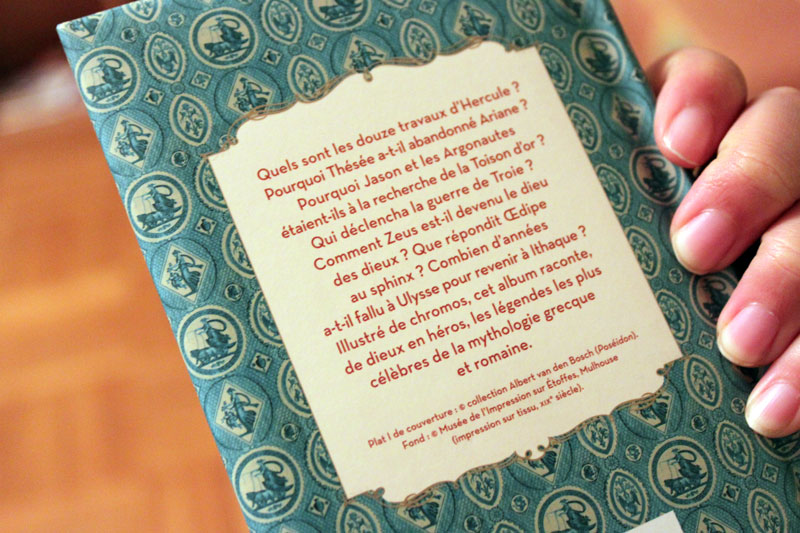 Quels sont les douze travaux d'Hercule ?
Pourquoi Thésée a-t-il abandonné Ariane ?
Pourquoi Jason et les Argonautes
étaient-ils à la recherche de la Toison d'or ?
Qui déclencha la guerre de Troie ?
Comment Zeus est-il devenu le dieu
des dieux ? Que répondit Œdipe
au sphinx ? Combien d'années
a-t-il fallu à Ulysse pour revenir à Ithaque ?
Illustré de chromos, cet album raconte,
de dieux en héros, les légendes les plus
célèbres de la mythologie grecque
et romaine.
Plat I de couverture : © collection Albert van den Bosch (Poséidon).
Fond : © Musée de l'Impression sur Étoffes, Mulhouse
(impression sur tissu, XIXe siècle).